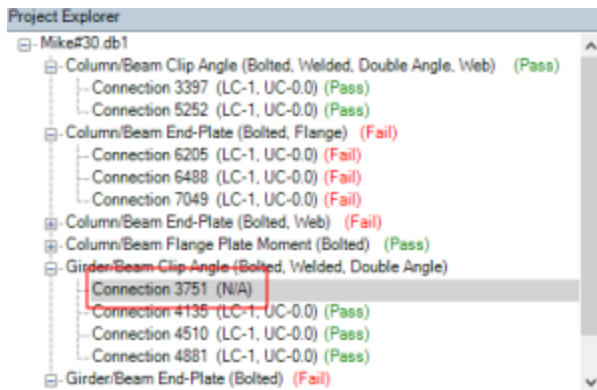 Project Explorer
Mike#30.db1
Column/Beam Clip Angle (Bolted, Welded, Double Angle, Web) (Pass)
Connection 3397 (LC-1, UC-0.0) (Pass)
Connection 5252 (LC-1, UC-0.0) (Pass)
Column/Beam End-Plate (Bolted, Flange) (Fail)
Connection 6205 (LC-1, UC-0.0) (Fail)
Connection 6488 (LC-1, UC-0.0) (Fail)
Connection 7049 (LC-1, UC-0.0) (Fail)
Column/Beam End-Plate (Bolted, Web) (Fail)
Column/Beam Flange Plate Moment (Bolted) (Pass)
Girder/Beam Clip Angle (Bolted, Welded, Double Angle)
Connection 3751 (N/A)
Connection 4135 (LC-1, UC-0.0) (Pass)
Connection 4510 (LC-1, UC-0.0) (Pass)
Connection 4881 (LC-1, UC-0.0) (Pass)
Girder/Beam End-Plate (Bolted) (Fail)